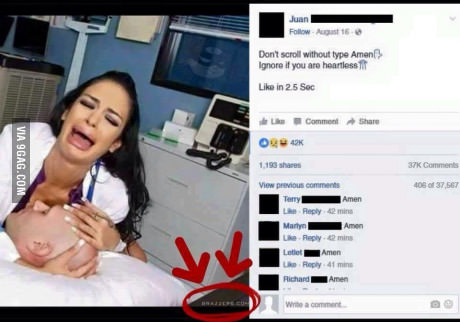 VIA 9GAG.COM
BRAZZERS.COM
Juan
Follow · August 16 ·
Don't scroll without type Amen
Ignore if you are heartless
Like in 2.5 Sec
Like Comment Share
42K
1,193 shares 37K Comments
View previous comments 406 of 37,567
Terry Amen
Like · Reply · 42 mins
Marlyn Amen
Like · Reply · 42 mins
Letlet Amen
Like · Reply · 41 mins
Richard Amen
Write a comment...